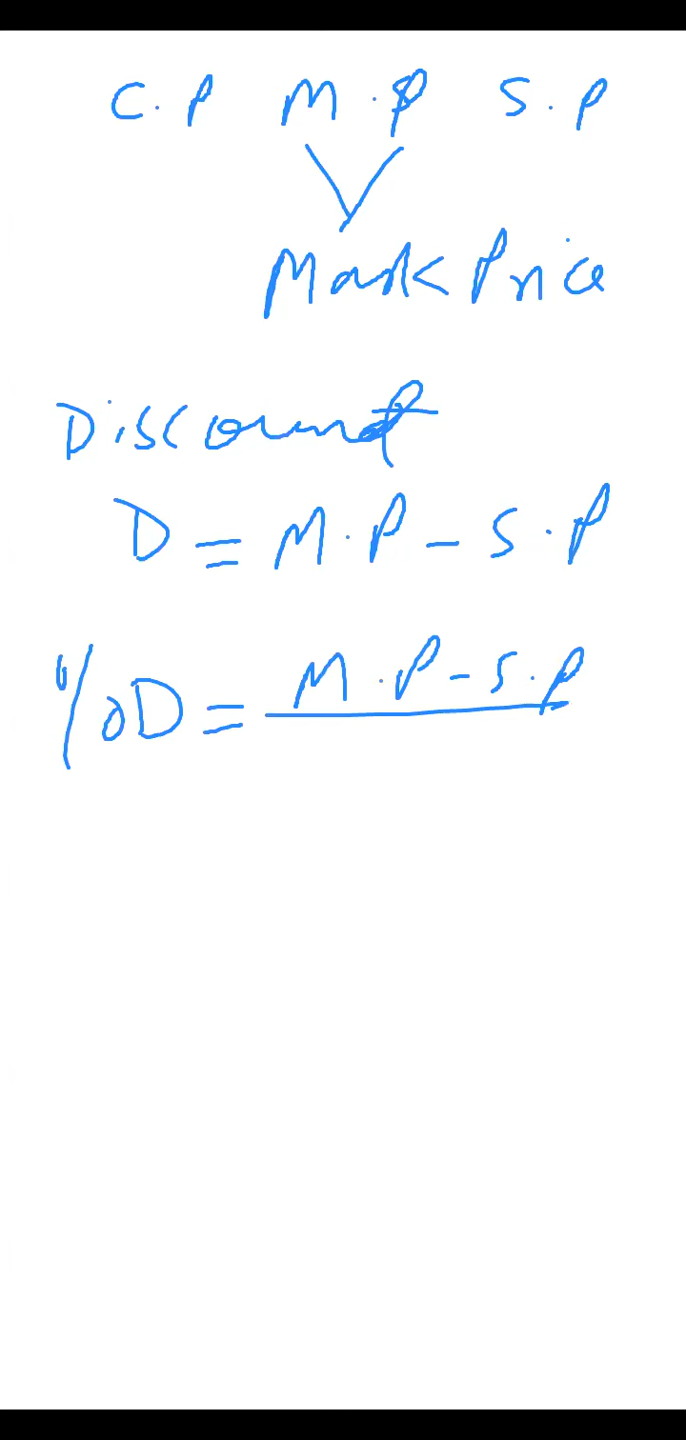 C.P M.P S.P
Mark Price
Discount
D = M.P - S.P
%D = M.P - S.P